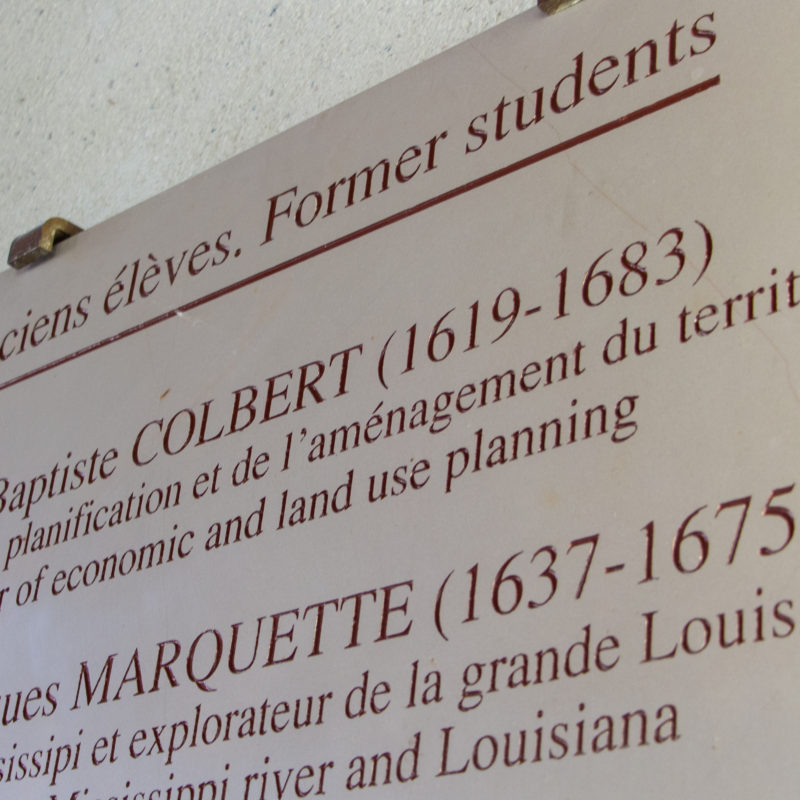 ciens élèves. Former students
Baptiste COLBERT (1619-1683)
planification et de l'aménagement du territ
r of economic and land use planning
ues MARQUETTE (1637-1675
sissipi et explorateur de la grande Louis
Mississippi river and Louisiana